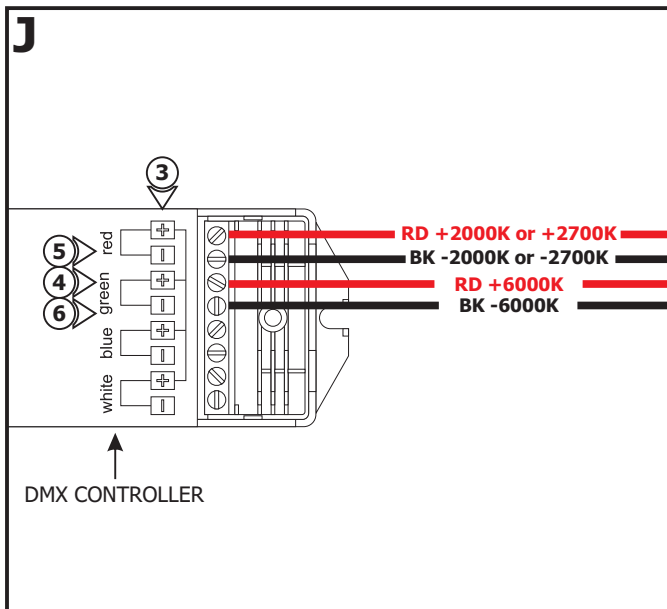 J
3
RD +2000K or +2700K
5
red
+
−
BK -2000K or -2700K
4
green
+
−
RD +6000K
6
BK -6000K
blue
+
−
white
+
−
DMX CONTROLLER